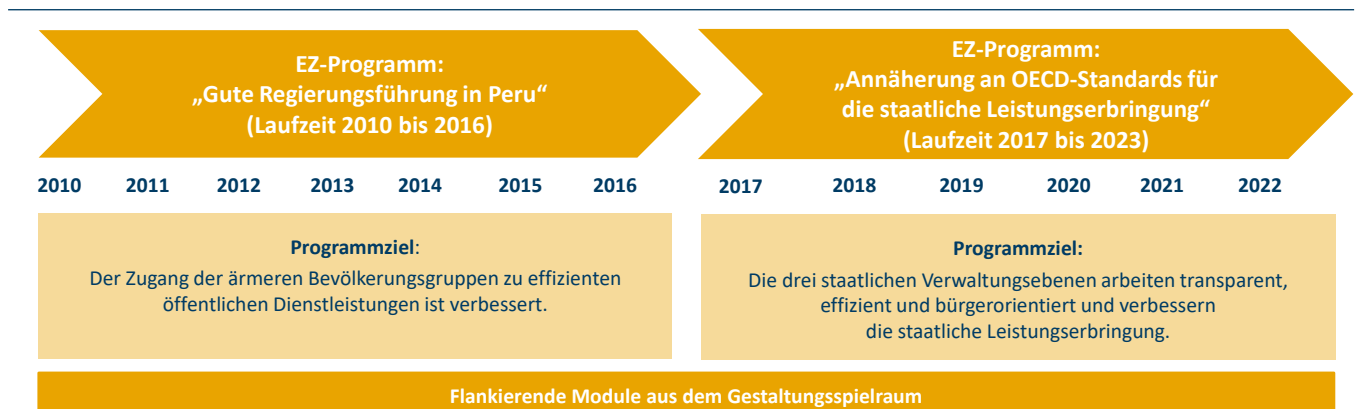 EZ-Programm:
„Gute Regierungsführung in Peru“
(Laufzeit 2010 bis 2016)
EZ-Programm:
„Annäherung an OECD-Standards für
die staatliche Leistungserbringung“
(Laufzeit 2017 bis 2023)
2010 2011 2012 2013 2014 2015 2016 2017 2018 2019 2020 2021 2022
Programmziel:
Der Zugang der ärmeren Bevölkerungsgruppen zu effizienten
öffentlichen Dienstleistungen ist verbessert.
Programmziel:
Die drei staatlichen Verwaltungsebenen arbeiten transparent,
effizient und bürgerorientiert und verbessern
die staatliche Leistungserbringung.
Flankierende Module aus dem Gestaltungsspielraum